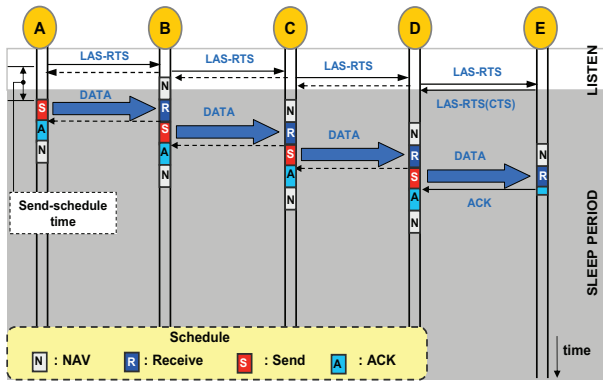 A B C D E
LAS-RTS
LAS-RTS
LAS-RTS
LAS-RTS
LAS-RTS(CTS)
LISTEN
N
S DATA R
A S DATA N R
N A S DATA N R
N A S DATA N R
N A ACK
N
Send-schedule
time
SLEEP PERIOD
Schedule
N : NAV R : Receive S : Send A : ACK
time